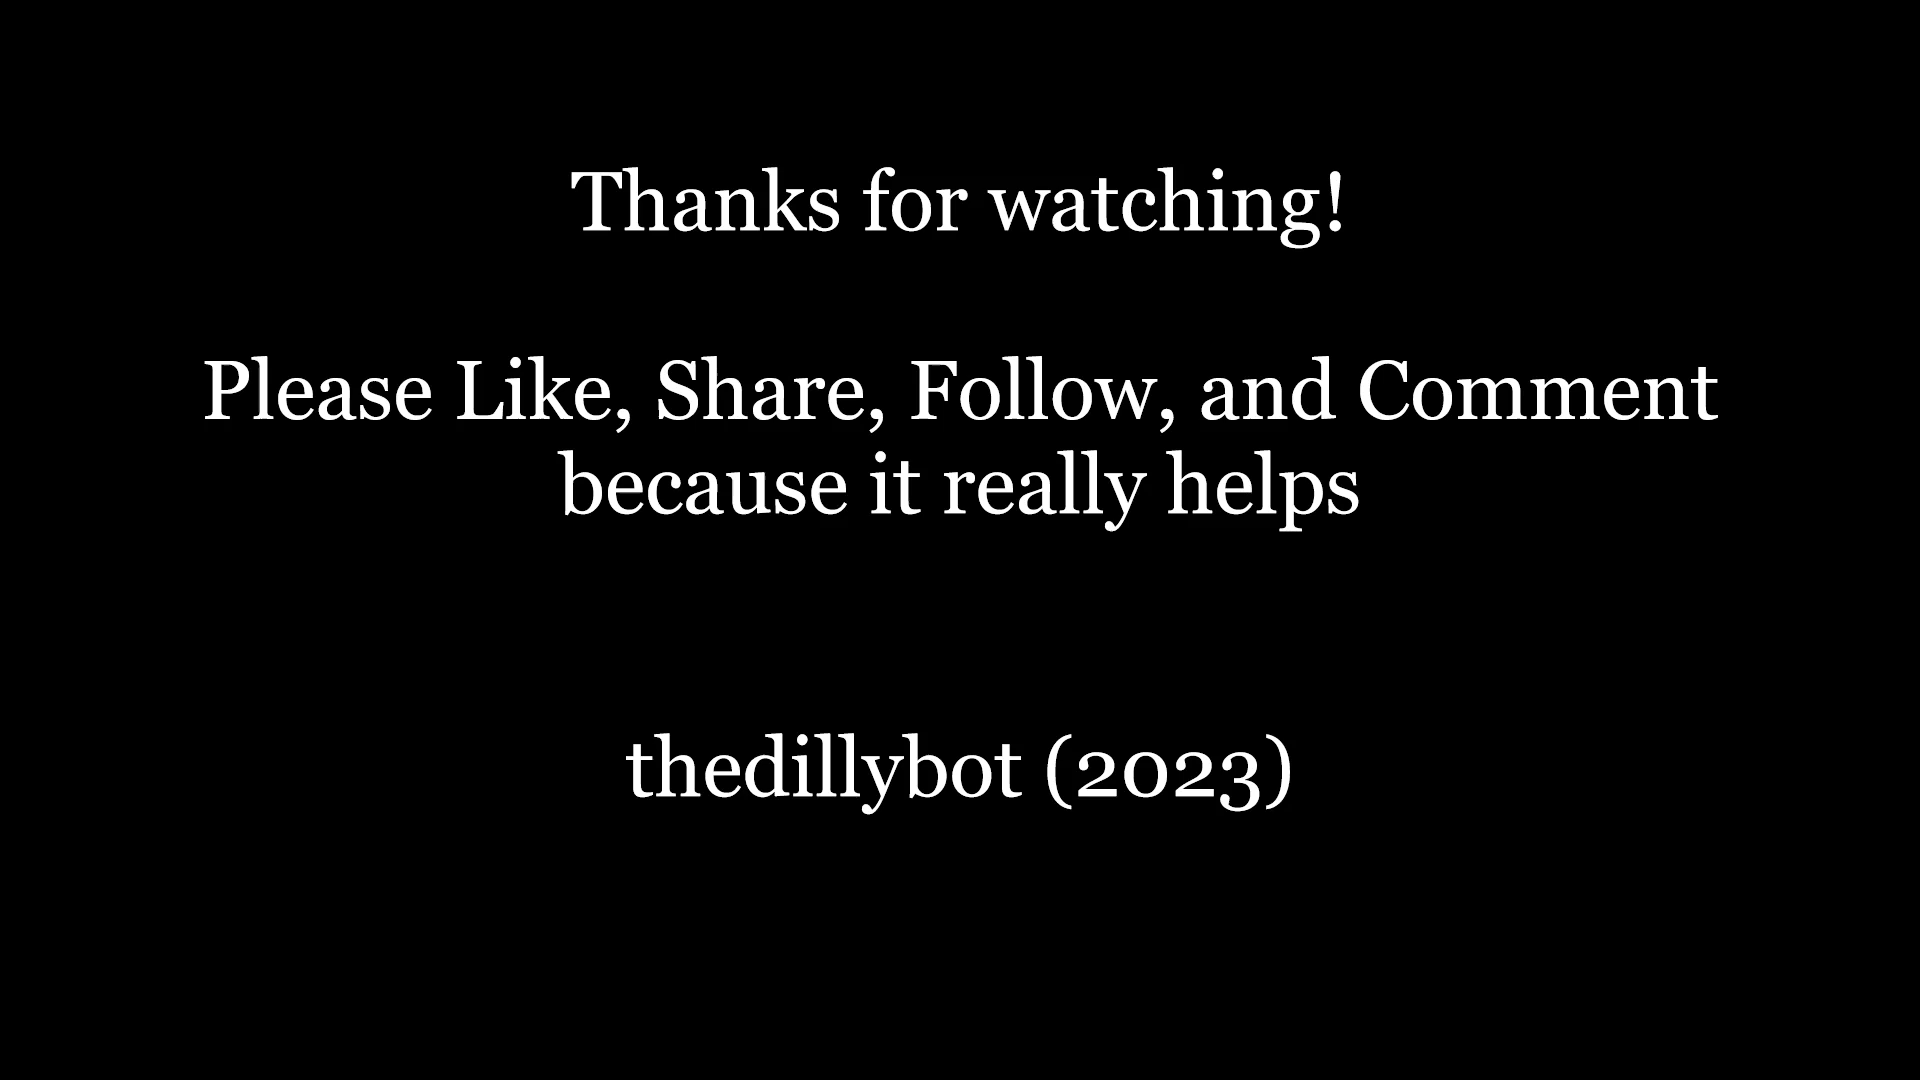 Thanks for watching!
Please Like, Share, Follow, and Comment
because it really helps
thedillybot (2023)